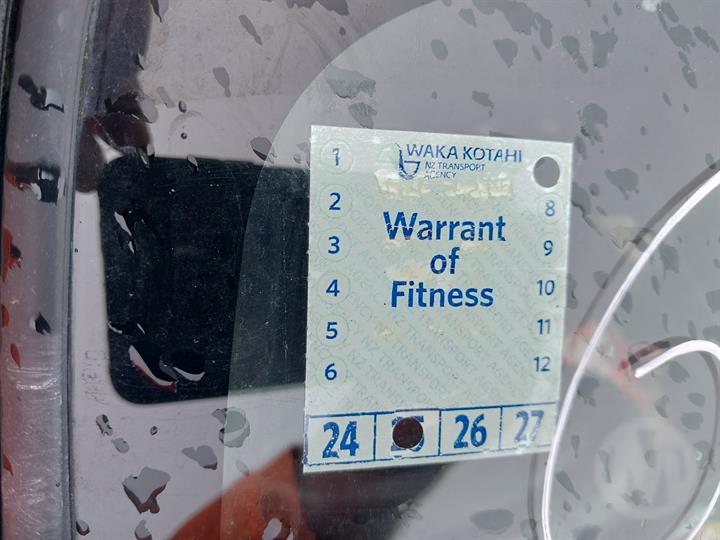 WAKA KOTAHI
NZ TRANSPORT
AGENCY
Warrant
of
Fitness
1
2
3
4
5
6
8
9
10
11
12
24
26
27